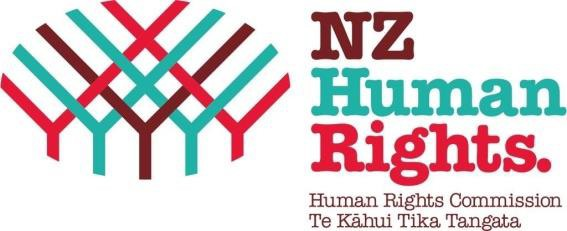 NZ
Human
Rights.
Human Rights Commission
Te Kāhui Tika Tangata